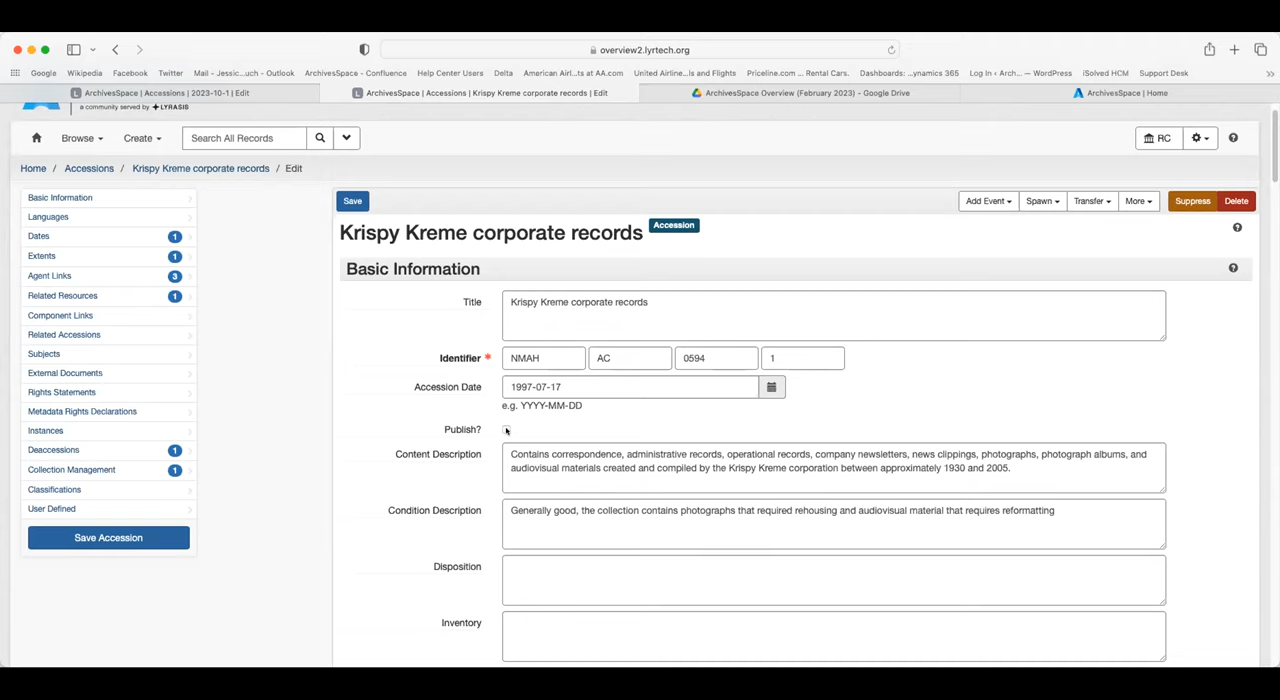 overview2.lyrtech.org
Google Wikipedia Facebook Twitter Mail - Jessic...uch - Outlook ArchivesSpace - Confluence Help Center Users Delta American Airl...ts at AA.com United Airline...ls and Flights Priceline.com ... Rental Cars. Dashboards: ...ynamics 365 Log In ‹ Arch... — WordPress iSolved HCM Support Desk
ArchivesSpace | Accessions | 2023-10-1 | Edit
ArchivesSpace | Accessions | Krispy Kreme corporate records | Edit
ArchivesSpace Overview (February 2023) - Google Drive
ArchivesSpace | Home
a community served by LYRASIS
Browse Create Search All Records RC
Home / Accessions / Krispy Kreme corporate records / Edit
Basic Information
Languages
Dates 1
Extents 1
Agent Links 3
Related Resources 1
Component Links
Related Accessions
Subjects
External Documents
Rights Statements
Metadata Rights Declarations
Instances
Deaccessions 1
Collection Management 1
Classifications
User Defined
Save Accession
Save Add Event Spawn Transfer More Suppress Delete
Krispy Kreme corporate records Accession
Basic Information
Title Krispy Kreme corporate records
Identifier * NMAH AC 0594 1
Accession Date 1997-07-17
e.g. YYYY-MM-DD
Publish?
Content Description Contains correspondence, administrative records, operational records, company newsletters, news clippings, photographs, photograph albums, and
audiovisual materials created and compiled by the Krispy Kreme corporation between approximately 1930 and 2005.
Condition Description Generally good, the collection contains photographs that required rehousing and audiovisual material that requires reformatting
Disposition
Inventory